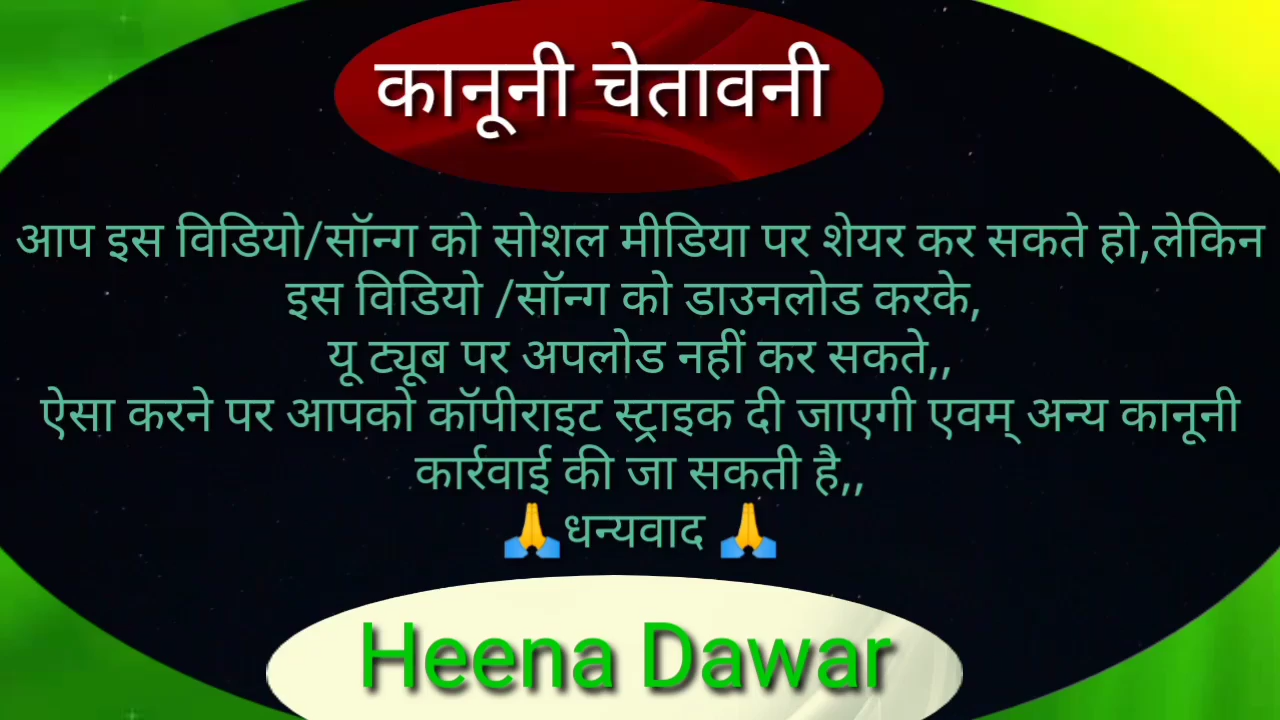 कानूनी चेतावनी
आप इस विडियो/सॉन्ग को सोशल मीडिया पर शेयर कर सकते हो,लेकिन
इस विडियो /सॉन्ग को डाउनलोड करके,
यू ट्यूब पर अपलोड नहीं कर सकते,,
ऐसा करने पर आपको कॉपीराइट स्ट्राइक दी जाएगी एवम् अन्य कानूनी
कार्रवाई की जा सकती है,,
🙏धन्यवाद 🙏
Heena Dawar